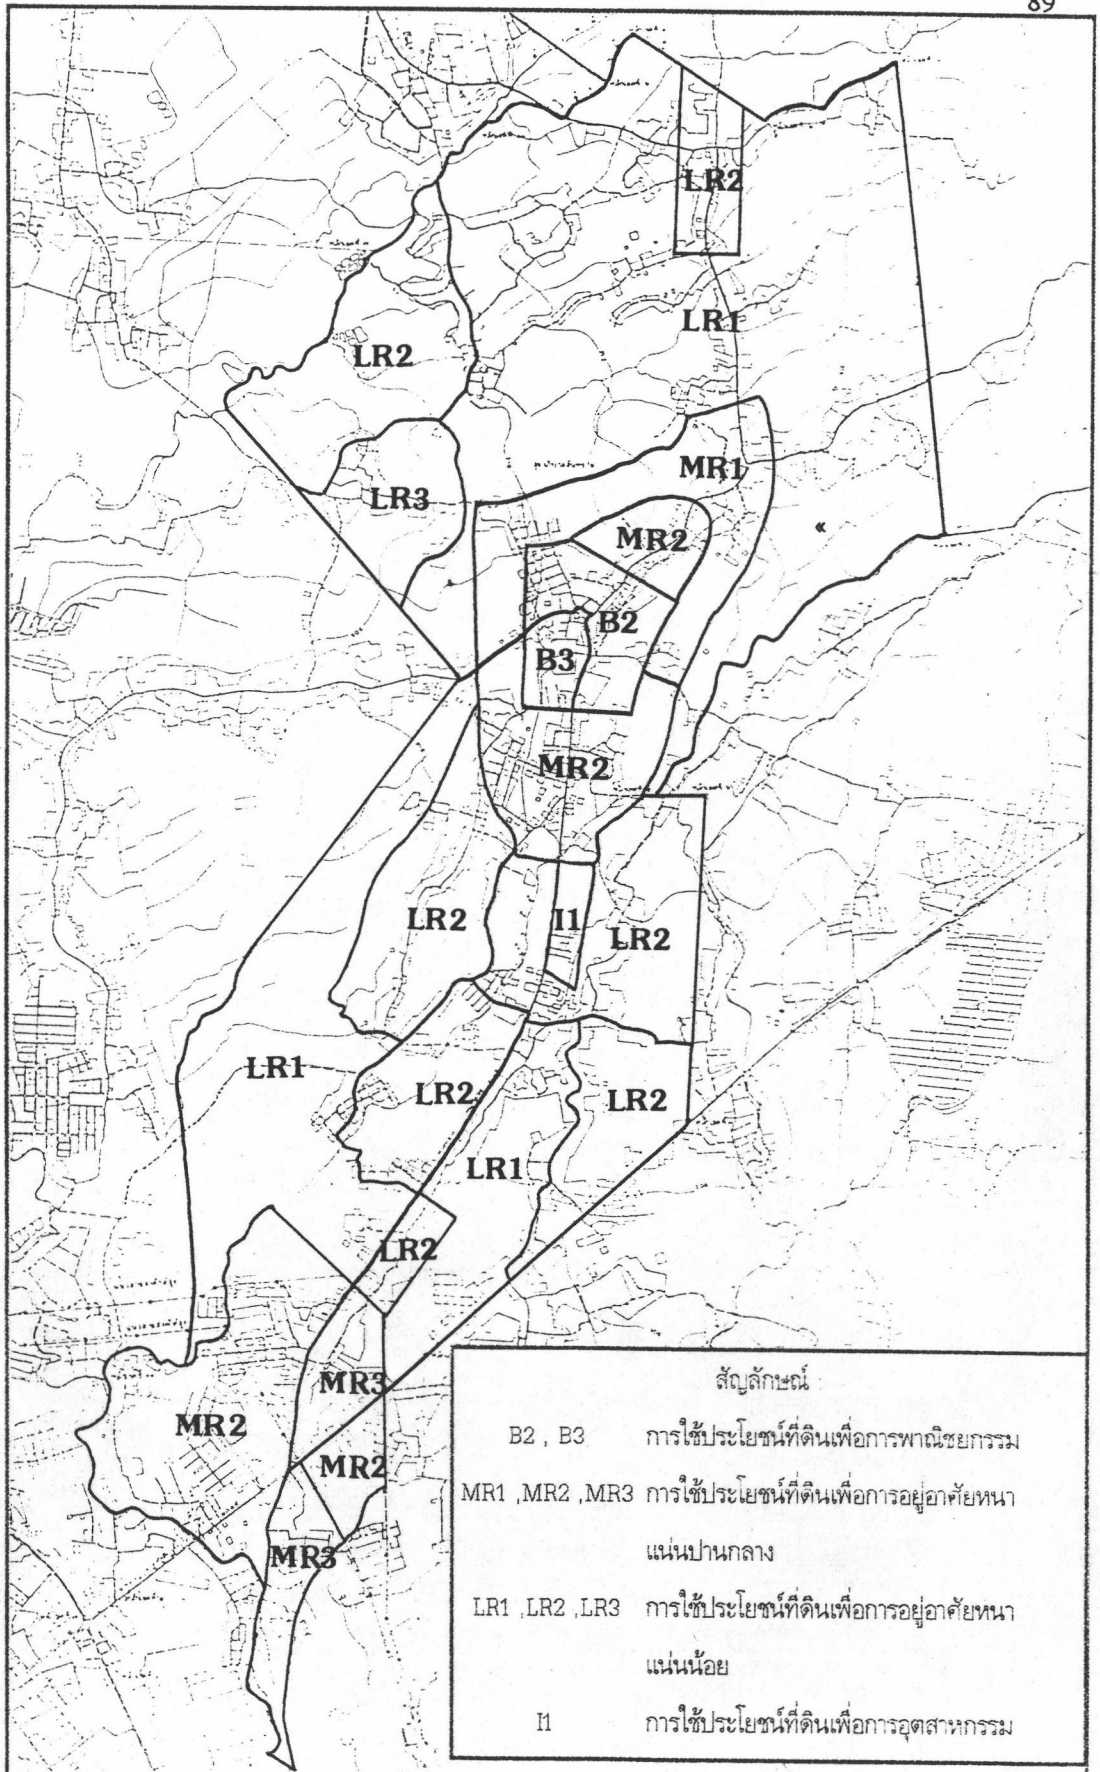 89
LR2
LR1
LR2
MR1
LR3
MR2
B2
B3
MR2
LR2
I1
LR2
LR1
LR2
LR2
LR1
LR2
MR3
MR2
MR2
MR3
สัญลักษณ์
B2 , B3 การใช้ประโยชน์ที่ดินเพื่อการพาณิชยกรรม
MR1 ,MR2 ,MR3 การใช้ประโยชน์ที่ดินเพื่อการอยู่อาศัยหนา
แน่นปานกลาง
LR1 ,LR2 ,LR3 การใช้ประโยชน์ที่ดินเพื่อการอยู่อาศัยหนา
แน่นน้อย
I1 การใช้ประโยชน์ที่ดินเพื่อการอุตสาหกรรม